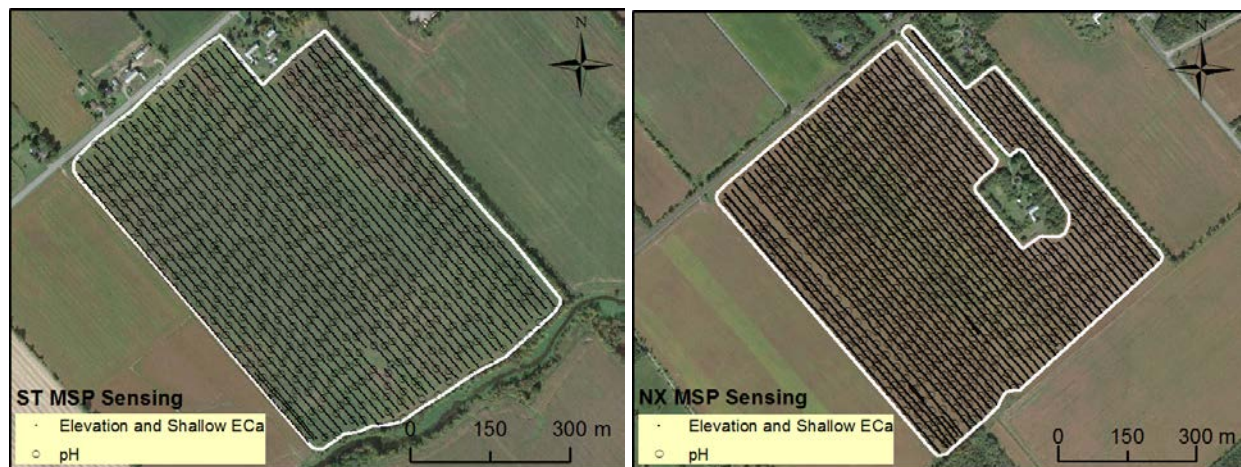 N
ST MSP Sensing
Elevation and Shallow ECa
pH
0 150 300 m
N
NX MSP Sensing
Elevation and Shallow ECa
pH
0 150 300 m